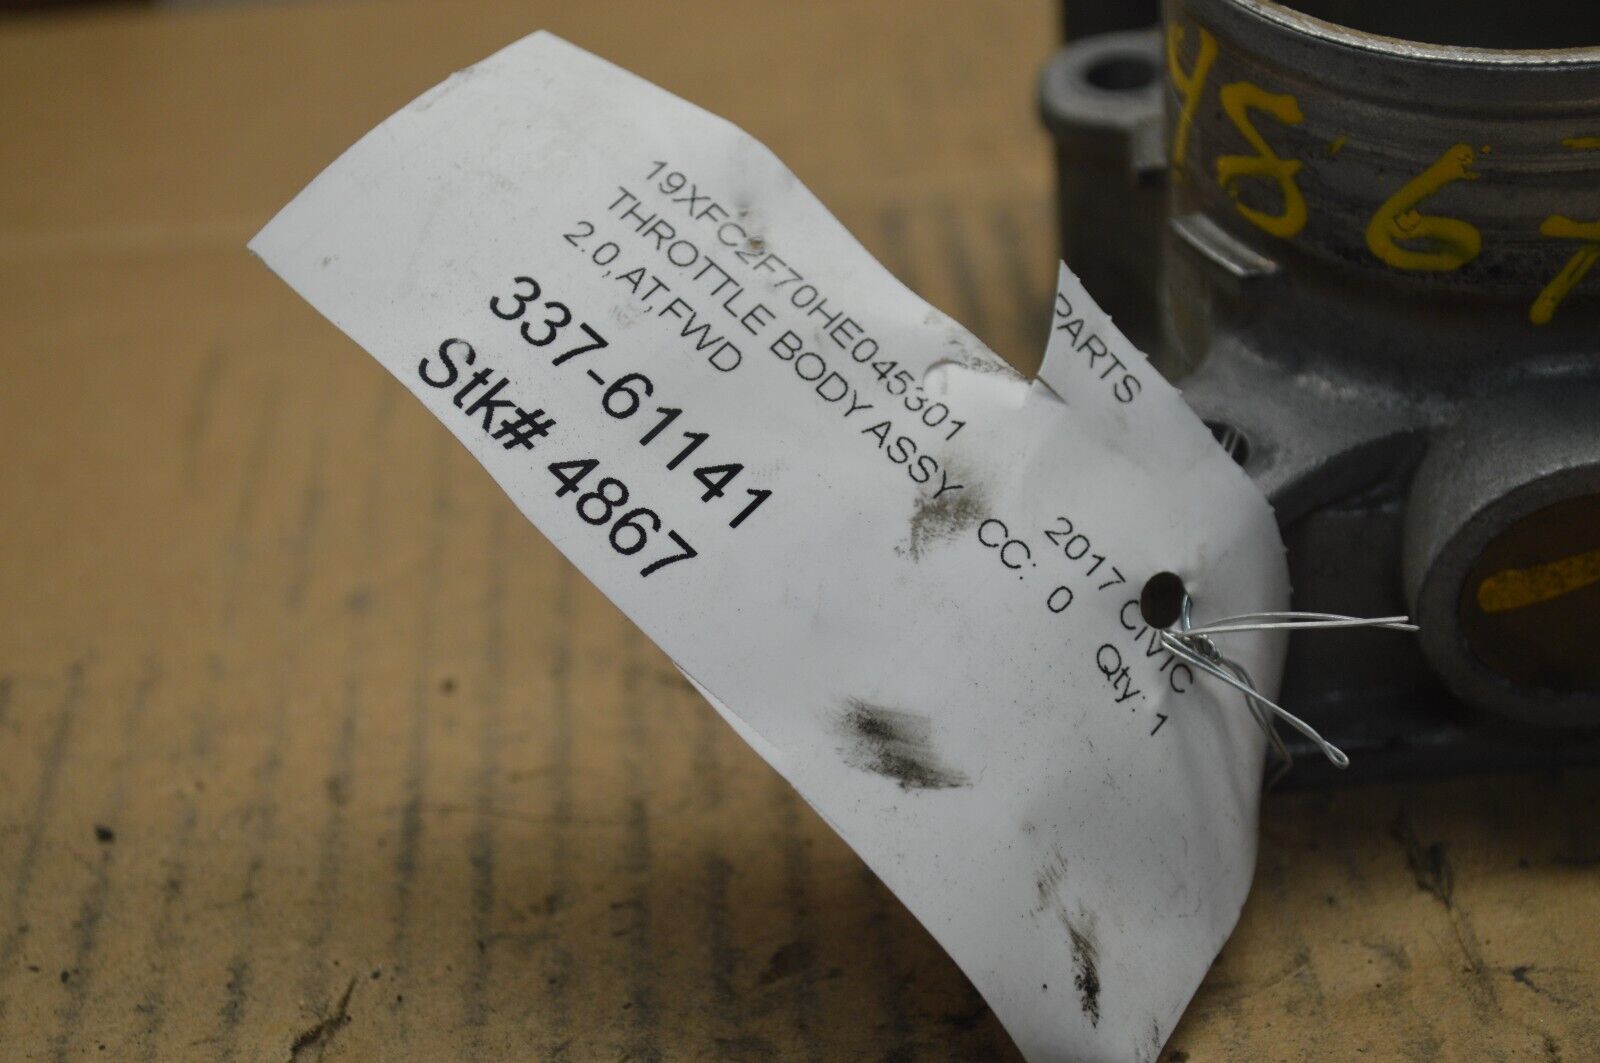 PARTS
19XFC2F70HE045301
THROTTLE BODY ASSY
2.0,AT,FWD
2017 CIVIC
CC: 0
Qty: 1
337-61141
Stk# 4867
4867